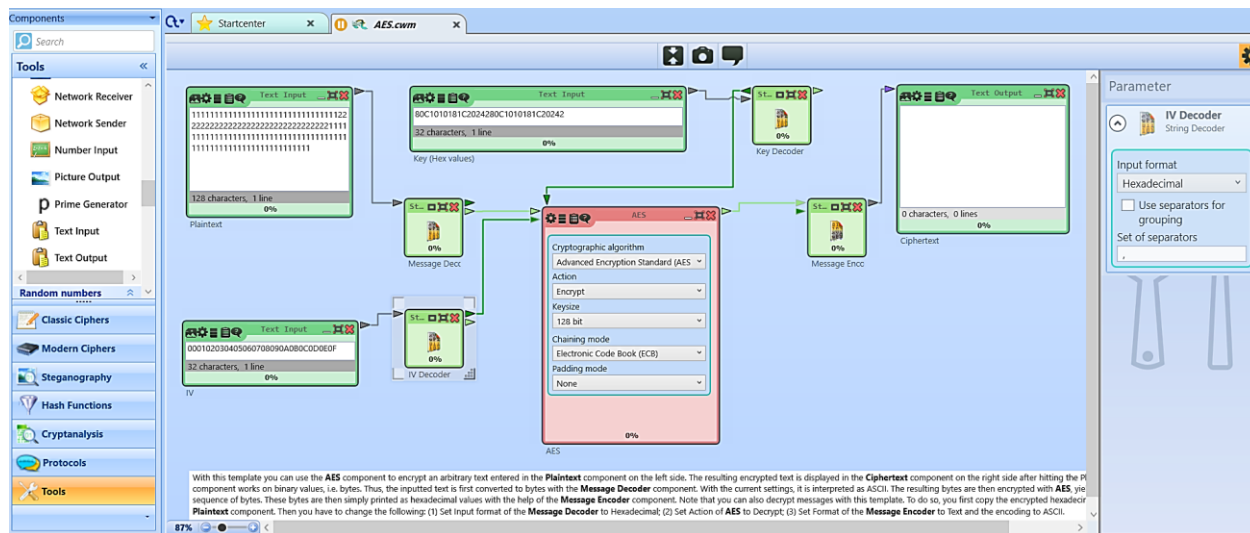 Components
Startcenter
AES.cwm
Search
Tools
Network Receiver
Network Sender
Number Input
Picture Output
Prime Generator
Text Input
Text Output
Random numbers
Classic Ciphers
Modern Ciphers
Steganography
Hash Functions
Cryptanalysis
Protocols
Tools
Text Input
128 characters, 1 line
0%
Plaintext
Text Input
80C1010181C2024280C1010181C20242
32 characters, 1 line
0%
Key (Hex values)
St...
0%
Key Decoder
Text Output
0 characters, 0 lines
0%
Ciphertext
St...
0%
Message Decc
AES
Cryptographic algorithm
Advanced Encryption Standard (AES
Action
Encrypt
Keysize
128 bit
Chaining mode
Electronic Code Book (ECB)
Padding mode
None
0%
AES
St...
0%
Message Encc
Text Input
000102030405060708090A0B0C0D0E0F
32 characters, 1 line
0%
IV
St...
0%
IV Decoder
Parameter
IV Decoder
String Decoder
Input format
Hexadecimal
Use separators for
grouping
Set of separators
,
With this template you can use the AES component to encrypt an arbitrary text entered in the Plaintext component on the left side. The resulting encrypted text is displayed in the Ciphertext component on the right side after hitting the Pl
component works on binary values, i.e. bytes. Thus, the inputted text is first converted to bytes with the Message Decoder component. With the current settings, it is interpreted as ASCII. The resulting bytes are then encrypted with AES, yie
sequence of bytes. These bytes are then simply printed as hexadecimal values with the help of the Message Encoder component. Note that you can also decrypt messages with this template. To do so, you first copy the encrypted hexadecir
Plaintext component. Then you have to change the following: (1) Set Input format of the Message Decoder to Hexadecimal; (2) Set Action of AES to Decrypt; (3) Set Format of the Message Encoder to Text and the encoding to ASCII.
87%